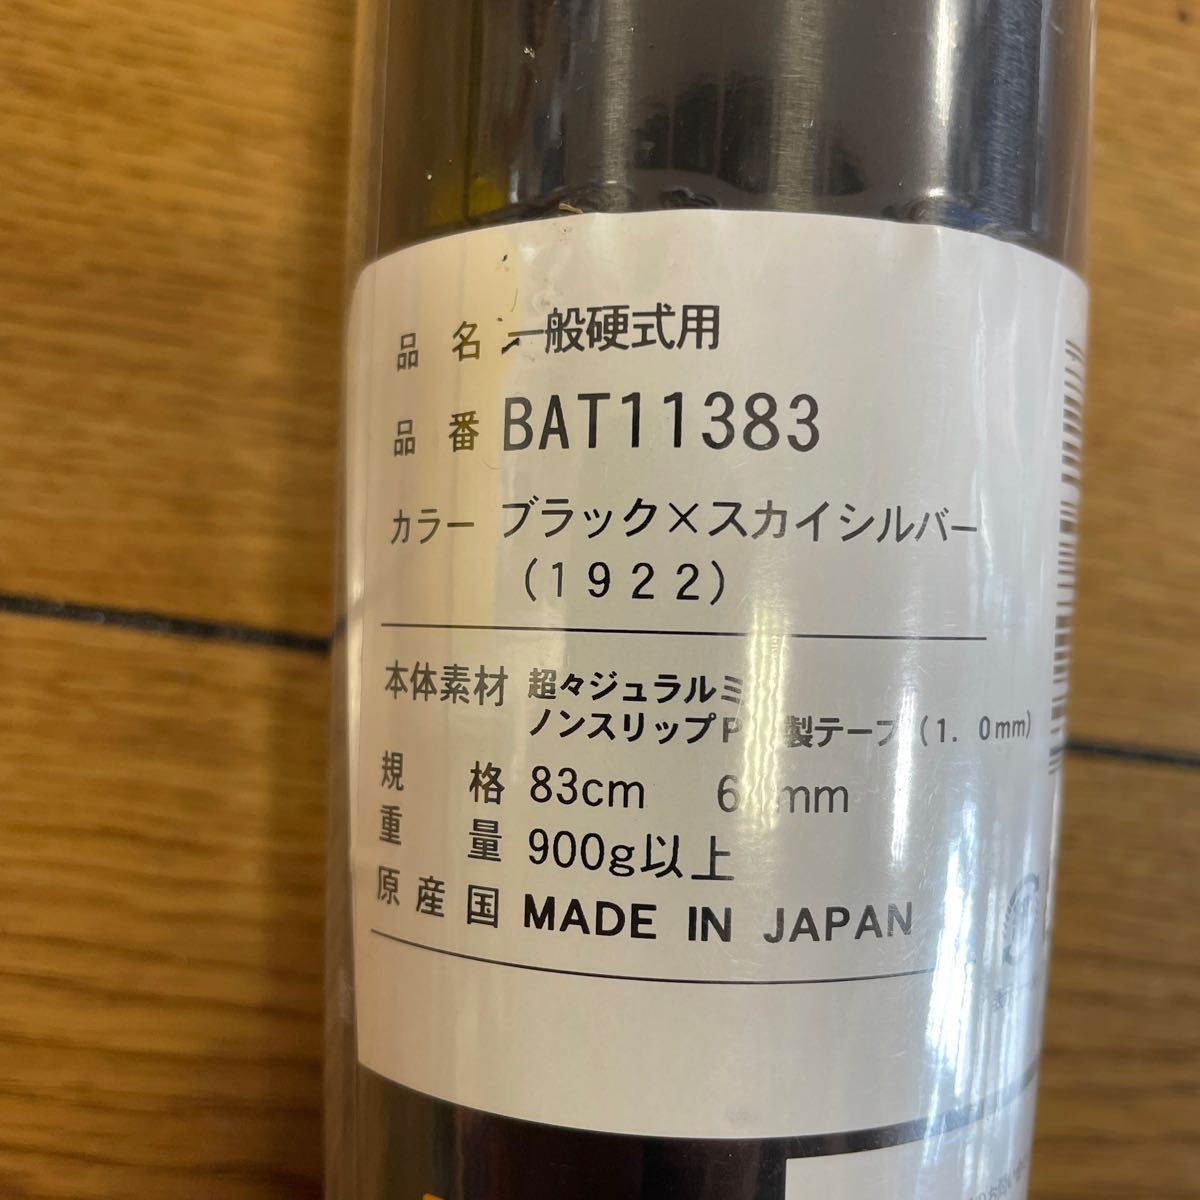 品名 一般硬式用
品番 BAT11383
カラー ブラック×スカイシルバー
(1922)
本体素材 超々ジュラルミ
ノンスリップP 製テープ (1.0mm)
規格 83cm 6 mm
重量 900g以上
原産国 MADE IN JAPAN